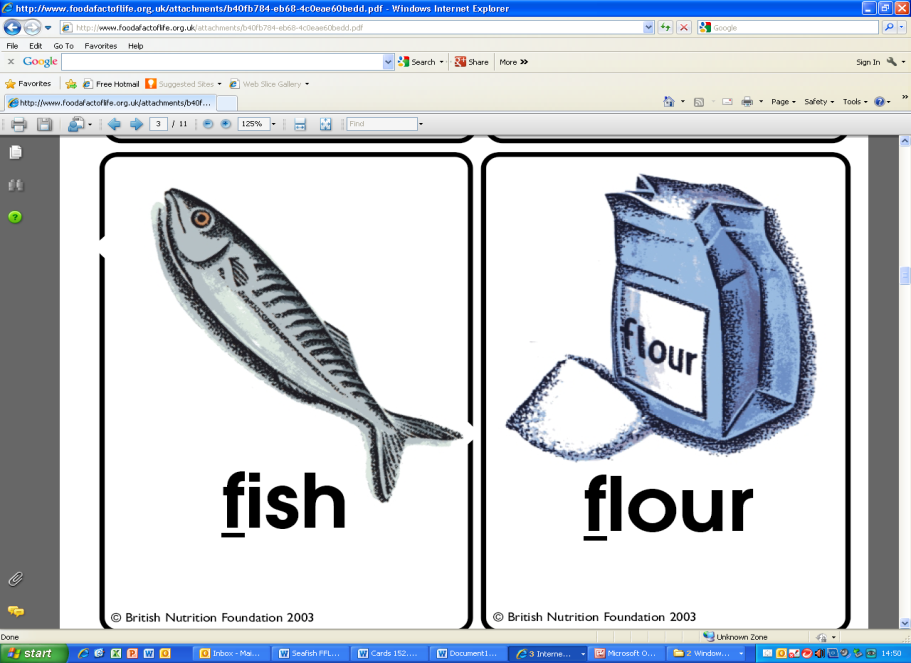 http://www.foodafactoflife.org.uk/attachments/b40fb784-eb68-4c0eae60bedd.pdf - Windows Internet Explorer
http://www.foodafactoflife.org.uk/attachments/b40fb784-eb68-4c0eae60bedd.pdf
Google
File Edit Go To Favorites Help
Google Search Share More >> Sign In
Favorites Free Hotmail Suggested Sites Web Slice Gallery
http://www.foodafactoflife.org.uk/attachments/b40f... Page Safety Tools
3 / 11 125% Find
flour
fish
flour
© British Nutrition Foundation 2003
© British Nutrition Foundation 2003
Done Unknown Zone
start Inbox - Mai... Seafish FFL... Cards 152.... Document1... 3 Interne... Microsoft O... 2 Window... 14:50